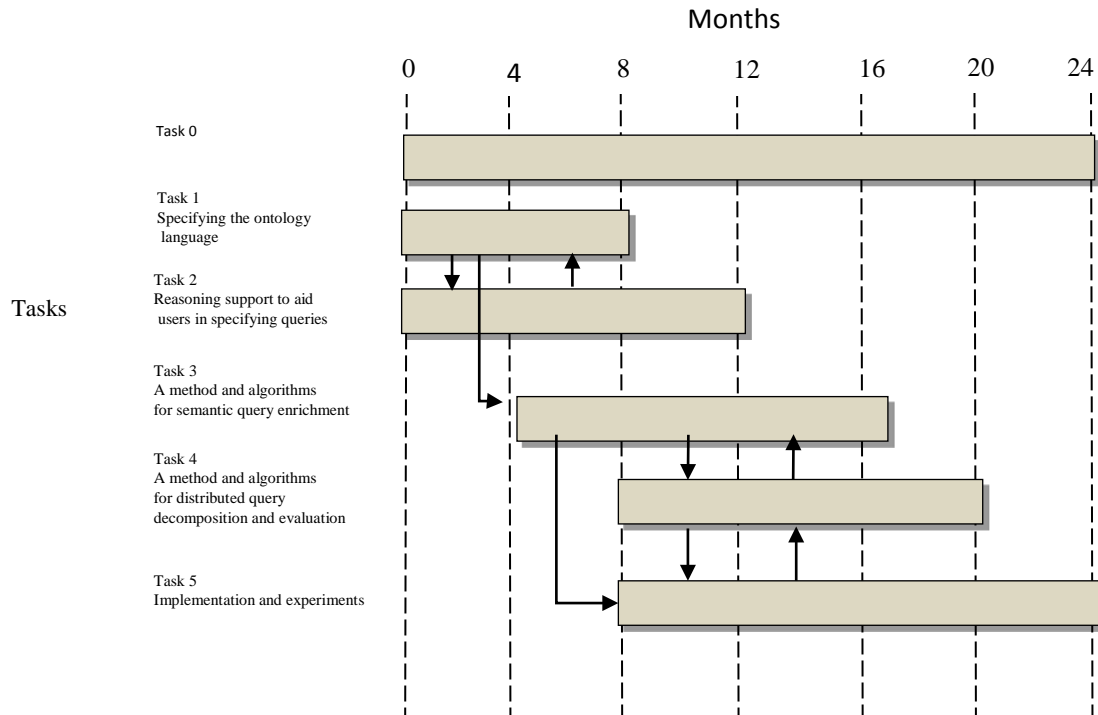 Months
0 4 8 12 16 20 24
Task 0
Task 1
Specifying the ontology
language
Task 2
Reasoning support to aid
users in specifying queries
Tasks
Task 3
A method and algorithms
for semantic query enrichment
Task 4
A method and algorithms
for distributed query
decomposition and evaluation
Task 5
Implementation and experiments